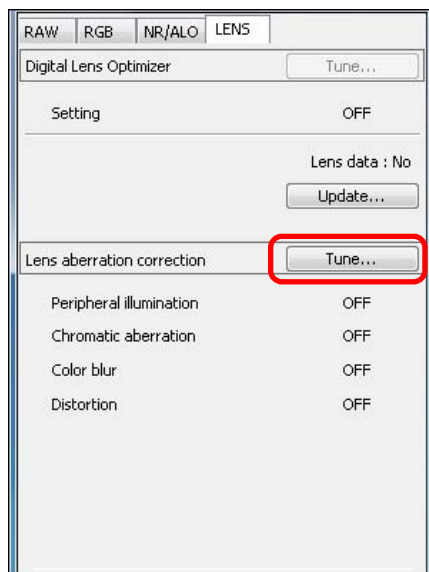 RAW RGB NR/ALO LENS
Digital Lens Optimizer Tune...
Setting OFF
Lens data : No
Update...
Lens aberration correction Tune...
Peripheral illumination OFF
Chromatic aberration OFF
Color blur OFF
Distortion OFF